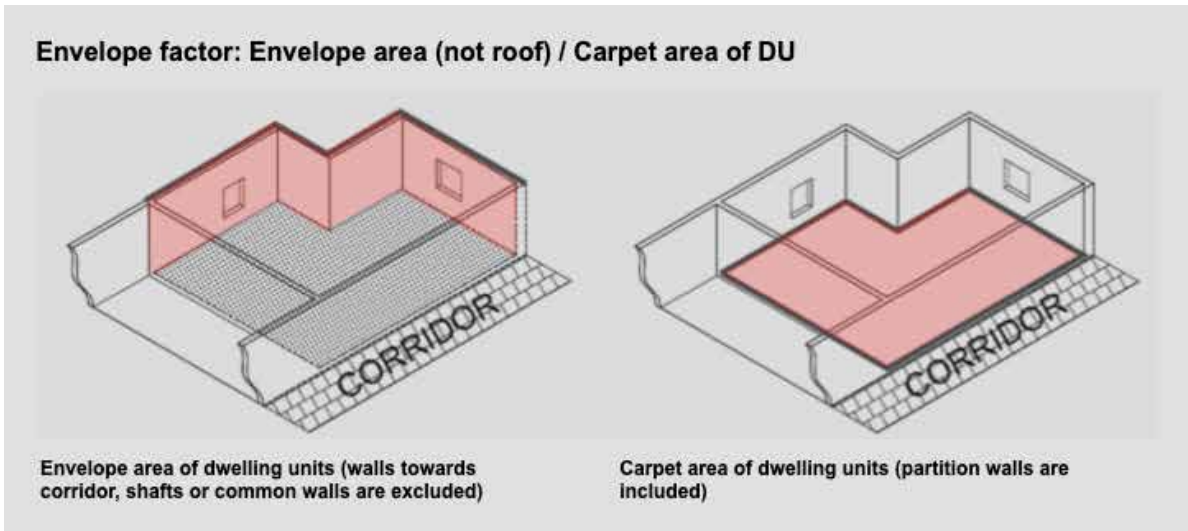 Envelope factor: Envelope area (not roof) / Carpet area of DU
CORRIDOR
CORRIDOR
Envelope area of dwelling units (walls towards
corridor, shafts or common walls are excluded)
Carpet area of dwelling units (partition walls are
included)